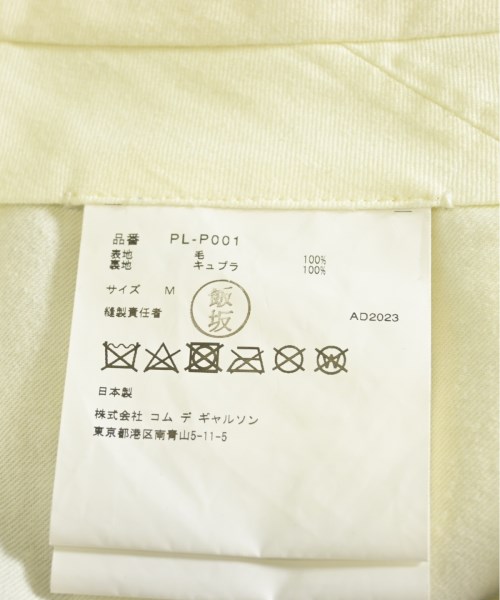 品番 PL-P001
表地 毛 100%
裏地 キュプラ 100%
サイズ M
飯坂
縫製責任者 AD2023
W
日本製
株式会社 コム デ ギャルソン
東京都港区南青山5-11-5